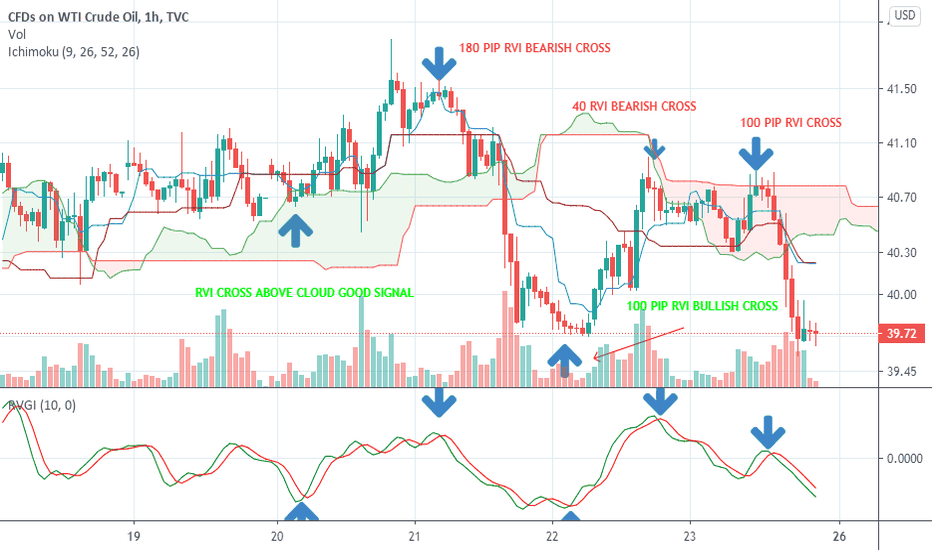 CFDs on WTI Crude Oil, 1h, TVC
USD
Vol
Ichimoku (9, 26, 52, 26)
180 PIP RVI BEARISH CROSS
40 RVI BEARISH CROSS
100 PIP RVI CROSS
RVI CROSS ABOVE CLOUD GOOD SIGNAL
100 PIP RVI BULLISH CROSS
41.50
41.10
40.70
40.30
40.00
39.72
39.45
RVGI (10, 0)
0.0000
19
20
21
22
23
26